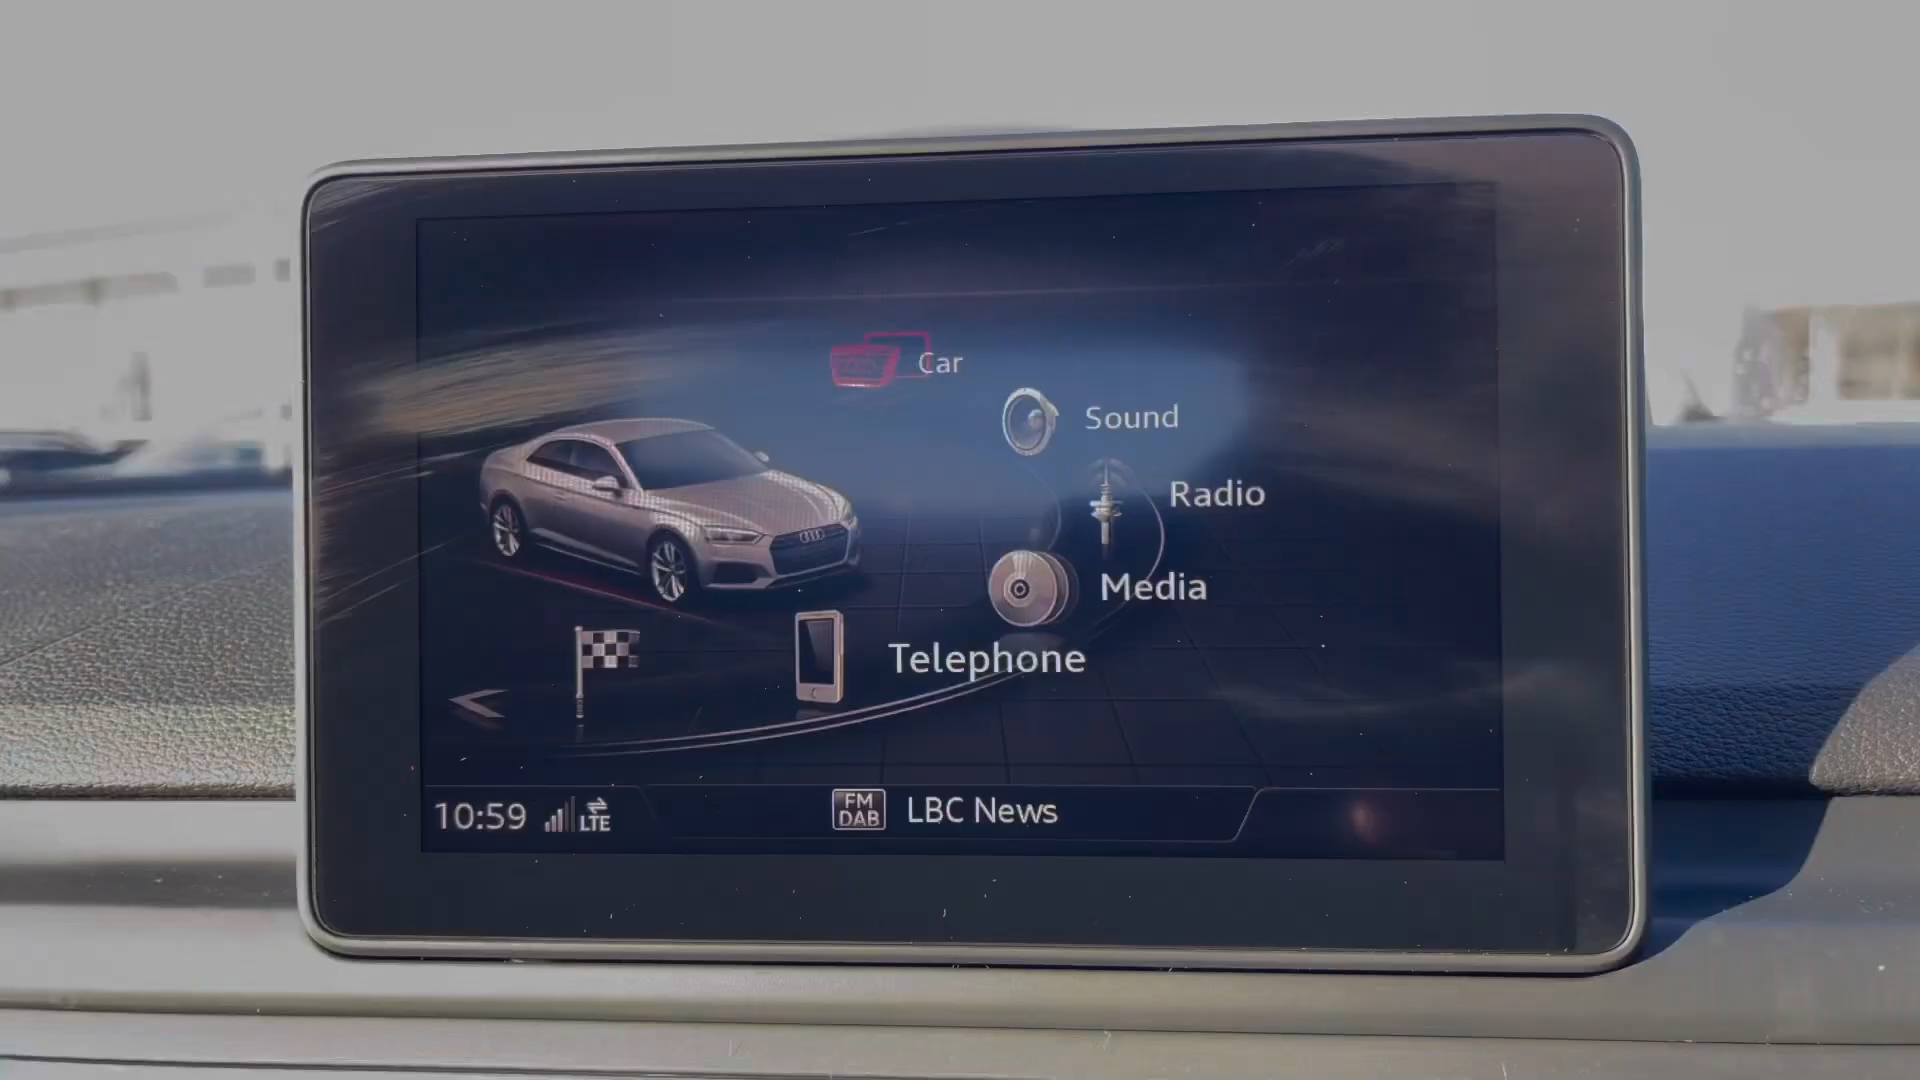 Car
Sound
Radio
Media
Telephone
10:59 LTE
FM
DAB
LBC News